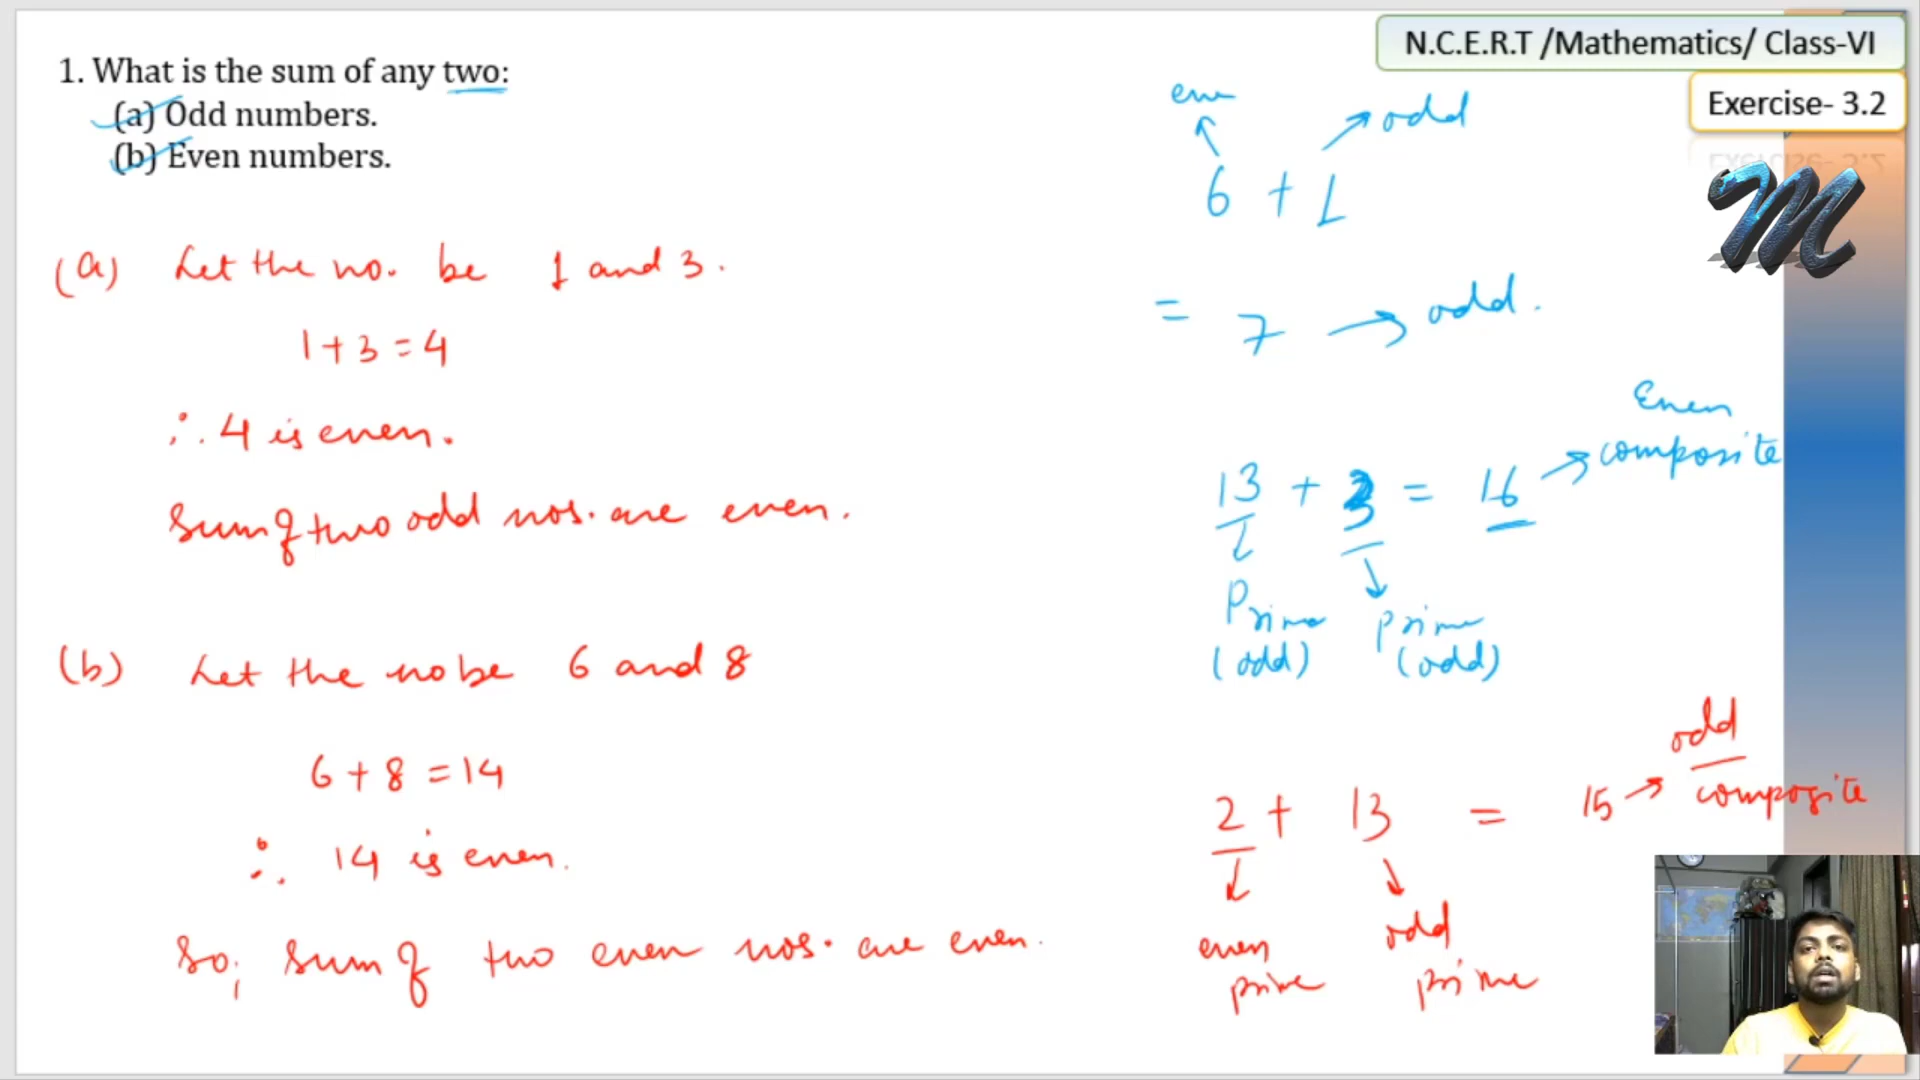 N.C.E.R.T /Mathematics/ Class-VI
Exercise- 3.2
M
1. What is the sum of any two:
(a) Odd numbers.
(b) Even numbers.
(a) Let the no. be 1 and 3.
1 + 3 = 4
∴ 4 is even.
Sum of two odd nos. are even.
(b) Let the no be 6 and 8
6 + 8 = 14
∴ 14 is even.
So, sum of two even nos. are even.
even odd
6 + 1
= 7 → odd.
Even
composite
13 + 3 = 16
Prime prime
(odd) (odd)
odd
composite
2 + 13 = 15
even odd
prime prime